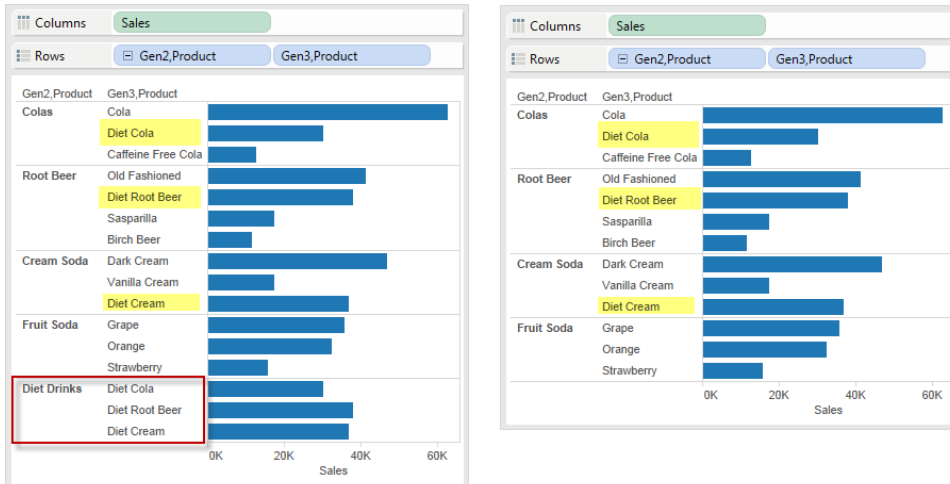 Columns Sales
Rows Gen2,Product Gen3,Product
Gen2,Product Gen3,Product
Colas Cola
Diet Cola
Caffeine Free Cola
Root Beer Old Fashioned
Diet Root Beer
Sasparilla
Birch Beer
Cream Soda Dark Cream
Vanilla Cream
Diet Cream
Fruit Soda Grape
Orange
Strawberry
Diet Drinks Diet Cola
Diet Root Beer
Diet Cream
0K 20K 40K 60K
Sales
Columns Sales
Rows Gen2,Product Gen3,Product
Gen2,Product Gen3,Product
Colas Cola
Diet Cola
Caffeine Free Cola
Root Beer Old Fashioned
Diet Root Beer
Sasparilla
Birch Beer
Cream Soda Dark Cream
Vanilla Cream
Diet Cream
Fruit Soda Grape
Orange
Strawberry
0K 20K 40K 60K
Sales